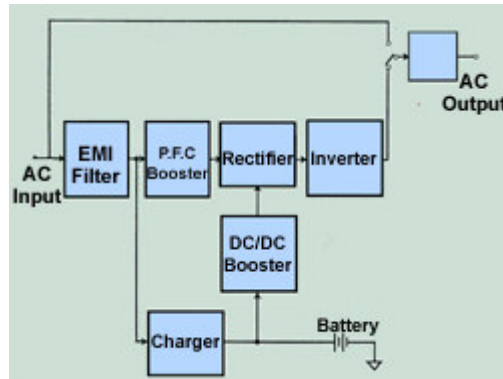 AC
Input
EMI
Filter
P.F.C
Booster
Rectifier
Inverter
AC
Output
DC/DC
Booster
Charger
Battery